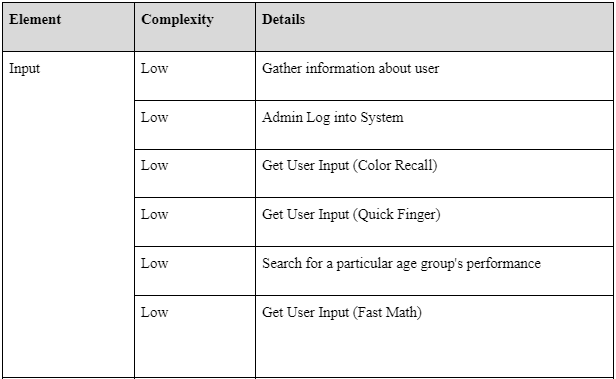 Element Complexity Details
Input Low Gather information about user
Low Admin Log into System
Low Get User Input (Color Recall)
Low Get User Input (Quick Finger)
Low Search for a particular age group's performance
Low Get User Input (Fast Math)